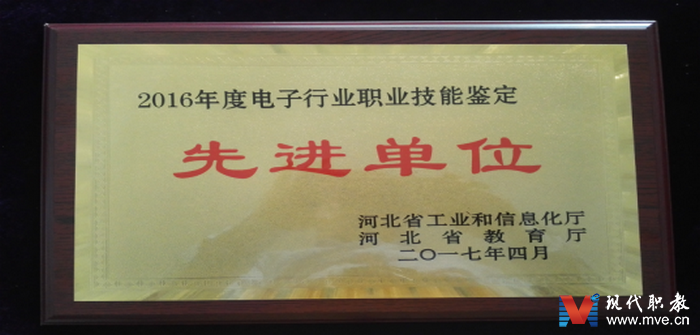 2016年度电子行业职业技能鉴定
先进单位
河北省工业和信息化厅
河北省教育厅
二〇一七年四月
现代职教
www.mve.cn